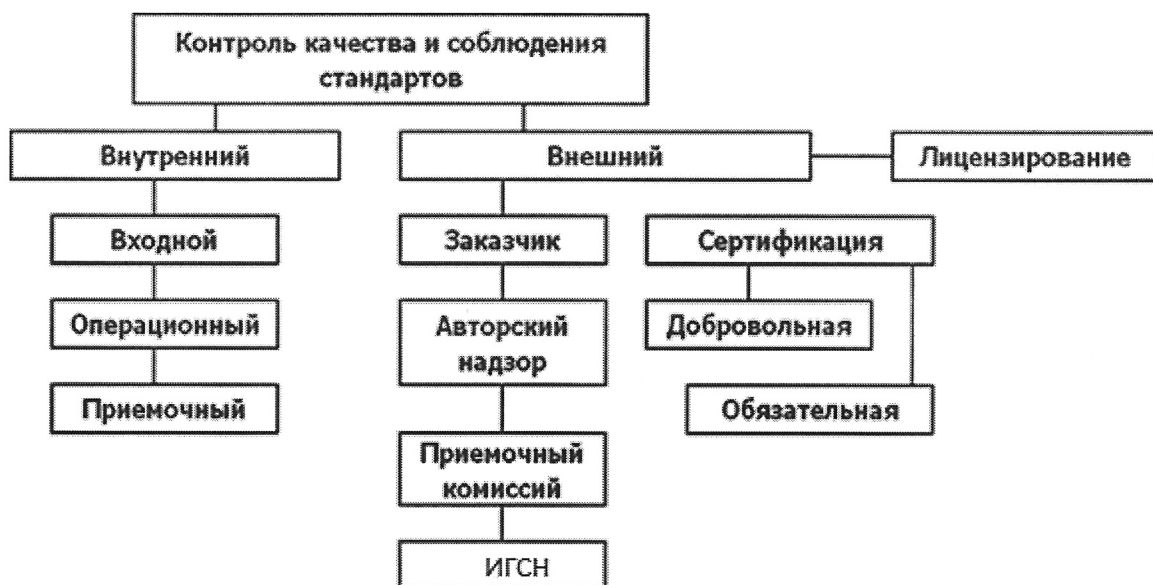 Контроль качества и соблюдения
стандартов
Внутренний
Внешний
Лицензирование
Входной
Заказчик
Сертификация
Операционный
Авторский
надзор
Добровольная
Приемочный
Обязательная
Приемочный
комиссий
ИГСН